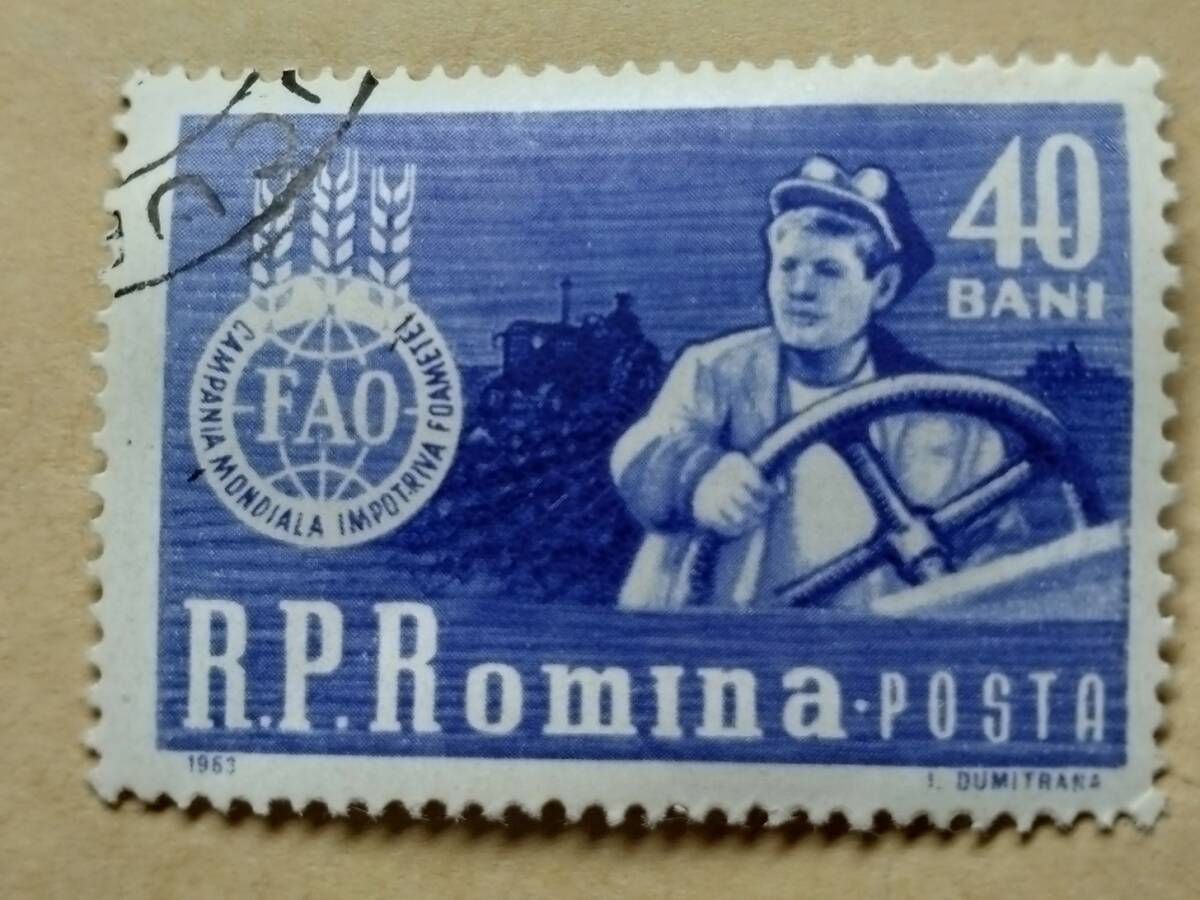 40
BANI
CAMPANIA MONDIALA IMPOTRIVA FOAMETEI
FAO
R.P.Romina·POSTA
1963
I. DUMITRANA